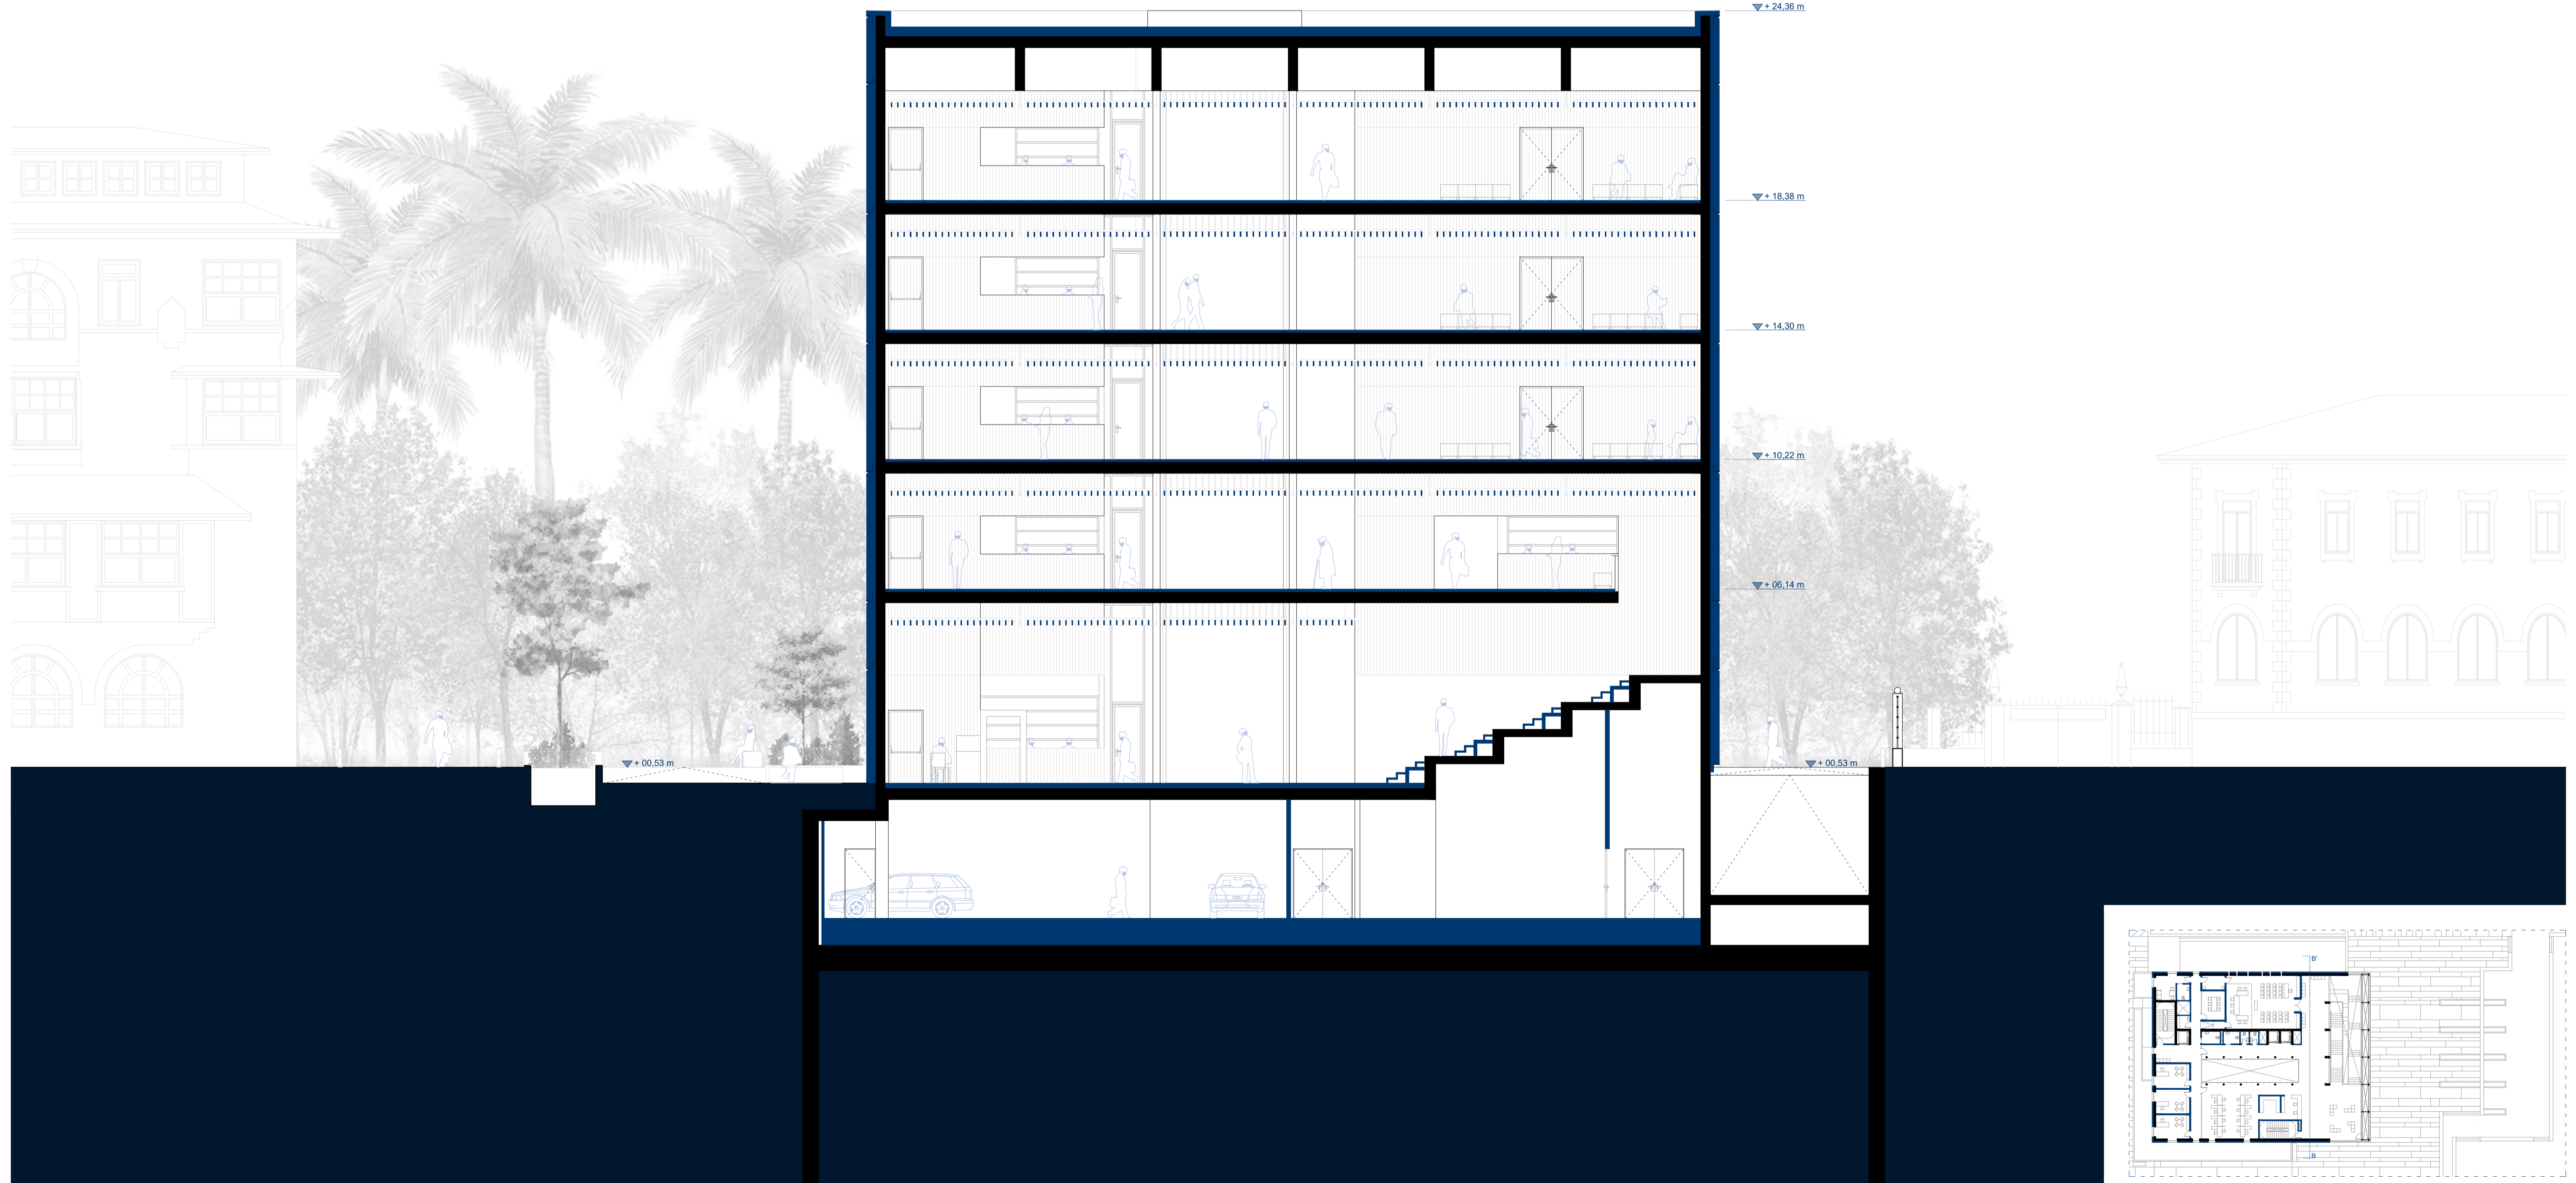 + 24,36 m
+ 18,38 m
+ 14,30 m
+ 10,22 m
+ 06,14 m
+ 00,53 m
+ 00,53 m
B'
B